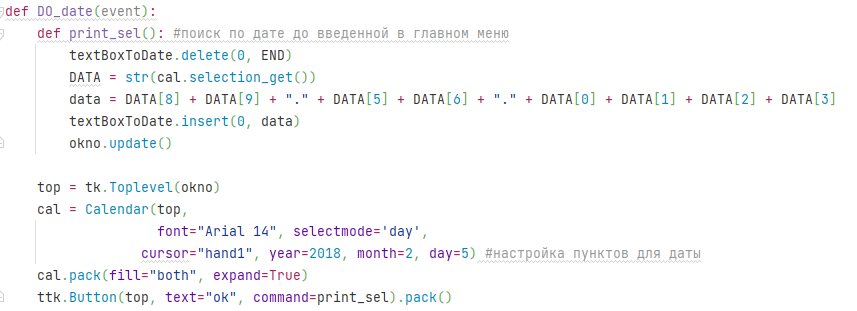 def DO_date(event):
    def print_sel(): #поиск по дате до введенной в главном меню
        textBoxToDate.delete(0, END)
        DATA = str(cal.selection_get())
        data = DATA[8] + DATA[9] + "." + DATA[5] + DATA[6] + "." + DATA[0] + DATA[1] + DATA[2] + DATA[3]
        textBoxToDate.insert(0, data)
        okno.update()

    top = tk.Toplevel(okno)
    cal = Calendar(top,
                   font="Arial 14", selectmode='day',
                 cursor="hand1", year=2018, month=2, day=5) #настройка пунктов для даты
    cal.pack(fill="both", expand=True)
    ttk.Button(top, text="ok", command=print_sel).pack()